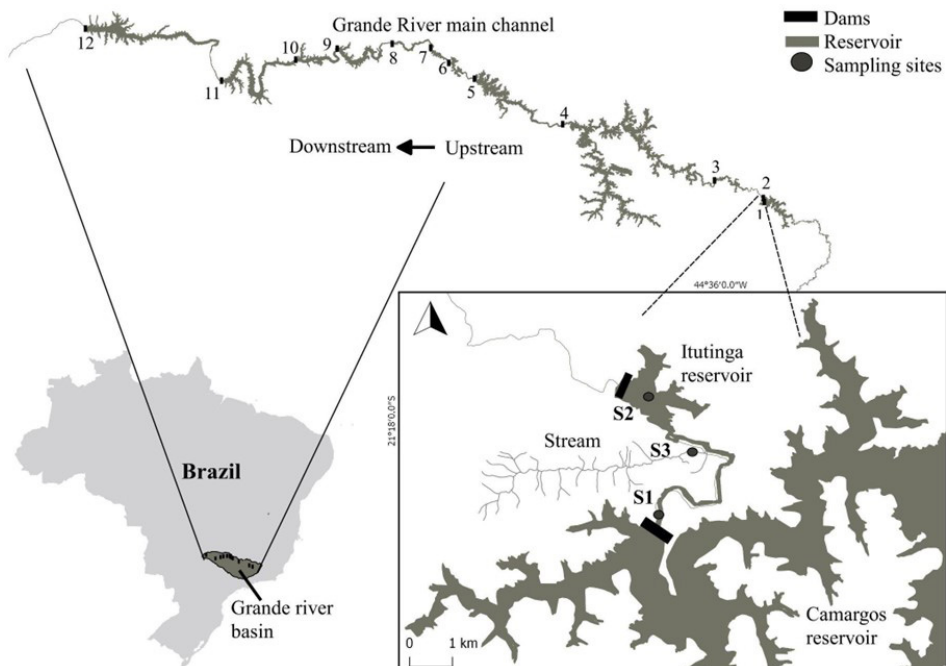 Grande River main channel
Dams
Reservoir
Sampling sites
12
11
10
9
8
7
6
5
4
3
2
1
Downstream
Upstream
44°36'0.0"W
21°18'0.0"S
Itutinga
reservoir
S2
Stream
S3
S1
Camargos
reservoir
0
1 km
Brazil
Grande river
basin